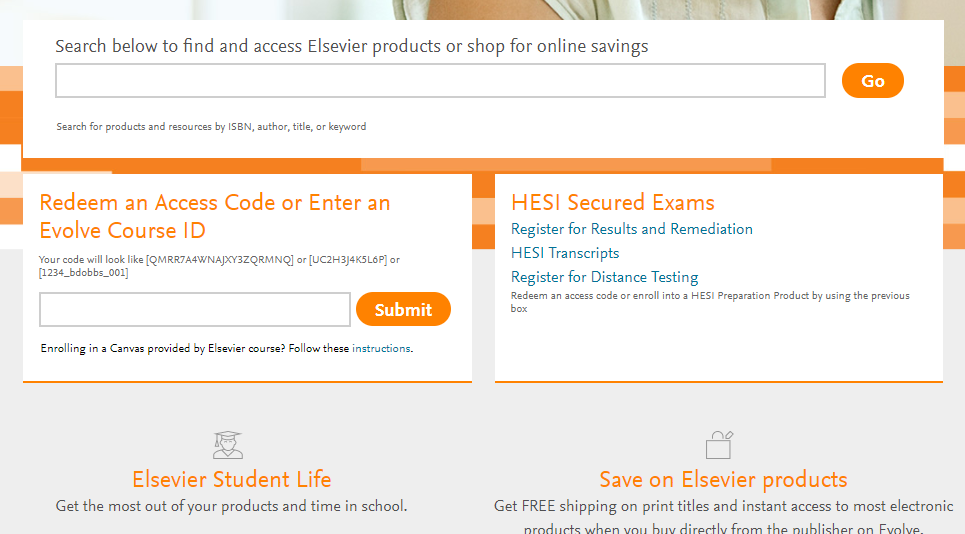 Search below to find and access Elsevier products or shop for online savings
Go
Search for products and resources by ISBN, author, title, or keyword
Redeem an Access Code or Enter an
Evolve Course ID
Your code will look like [QMRR7A4WNAJXY3ZQRMNQ] or [UC2H3J4K5L6P] or
[1234_bdobbs_001]
Submit
Enrolling in a Canvas provided by Elsevier course? Follow these instructions.
HESI Secured Exams
Register for Results and Remediation
HESI Transcripts
Register for Distance Testing
Redeem an access code or enroll into a HESI Preparation Product by using the previous
box
Elsevier Student Life
Get the most out of your products and time in school.
Save on Elsevier products
Get FREE shipping on print titles and instant access to most electronic
products when you buy directly from the publisher on Evolve.